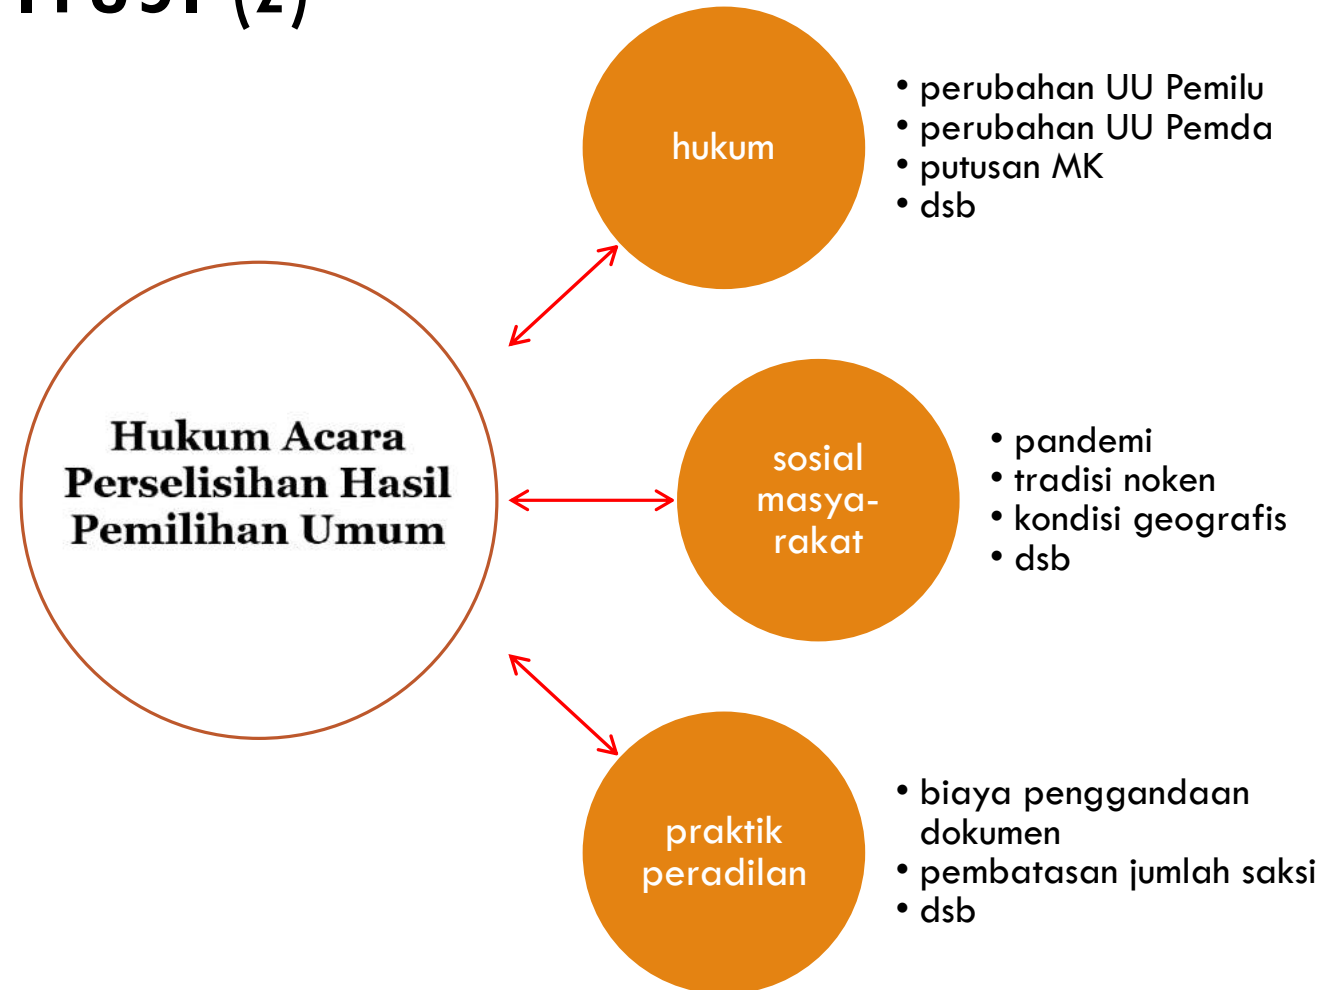 (2)
hukum
• perubahan UU Pemilu
• perubahan UU Pemda
• putusan MK
• dsb
Hukum Acara
Perselisihan Hasil
Pemilihan Umum
sosial
masya-
rakat
• pandemi
• tradisi noken
• kondisi geografis
• dsb
praktik
peradilan
• biaya penggandaan
dokumen
• pembatasan jumlah saksi
• dsb